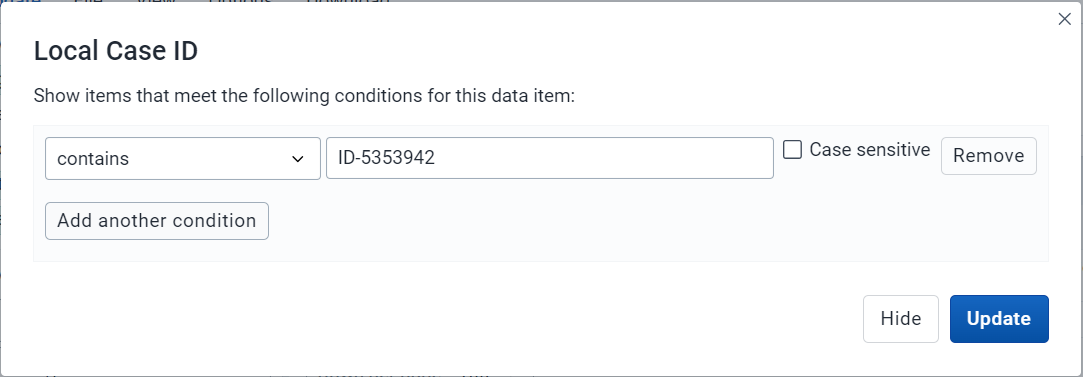 Local Case ID
Show items that meet the following conditions for this data item:
contains ID-5353942 Case sensitive Remove
Add another condition
Hide Update